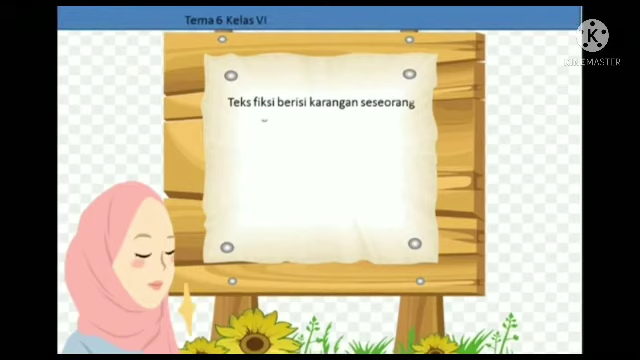 Tema 6 Kelas VI
K
KINEMASTER
Teks fiksi berisi karangan seseorang